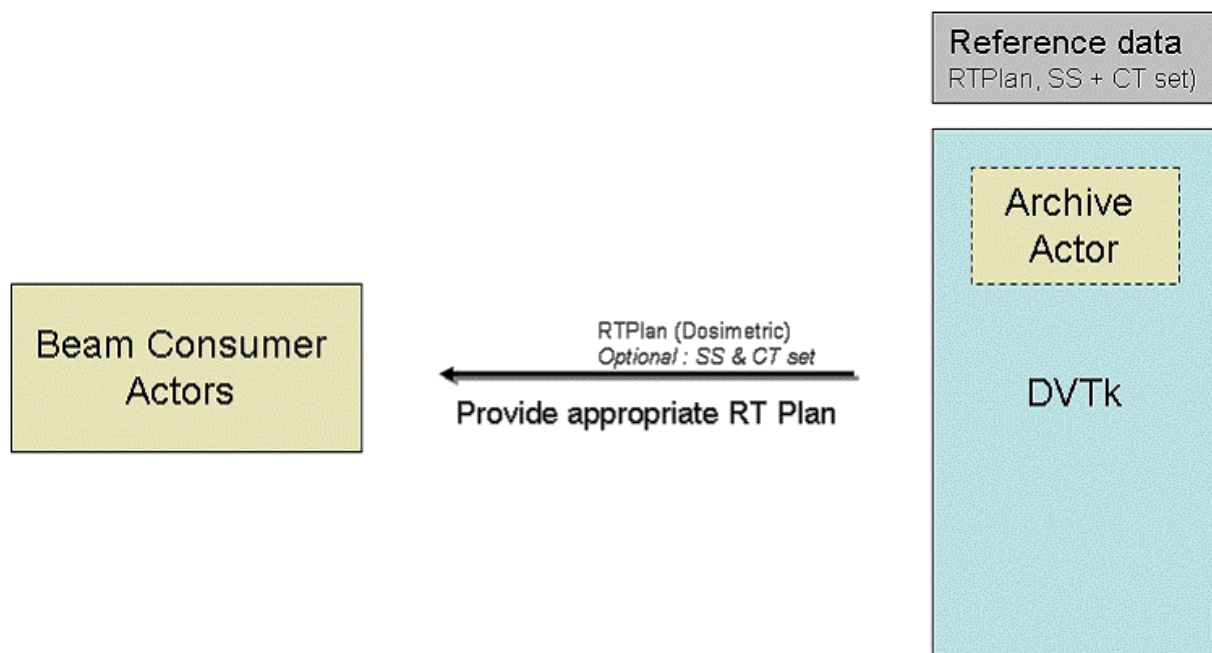 Reference data
RTPlan, SS + CT set)
Archive
Actor
Beam Consumer
Actors
RTPlan (Dosimetric)
Optional : SS & CT set
Provide appropriate RT Plan
DVTk